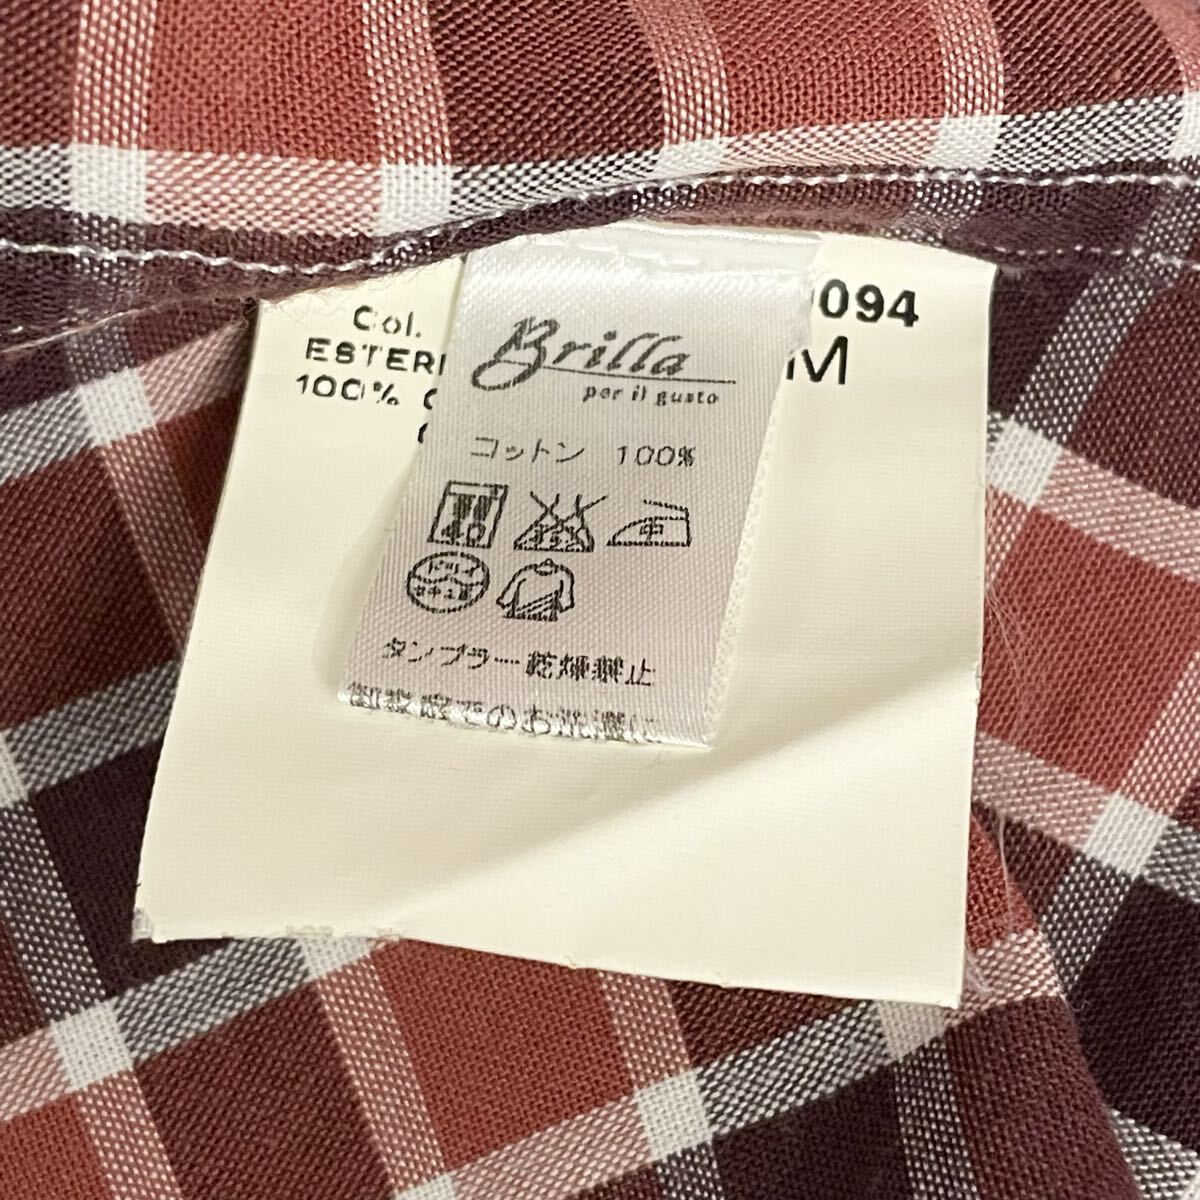 Col.
094
M
100%
Brilla
per il gusto
コットン 100%
中
タンブラー乾燥禁止